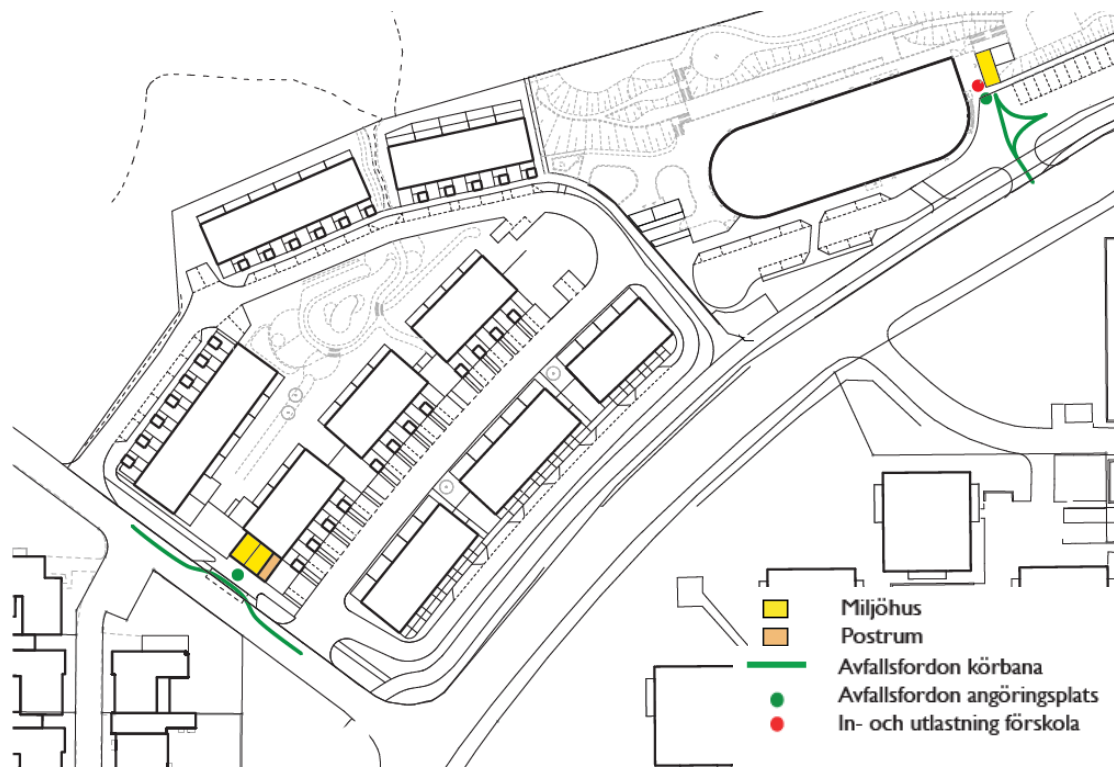 Miljöhus
Postrum
Avfallsfordon körbana
Avfallsfordon angöringsplats
In- och utlastning förskola